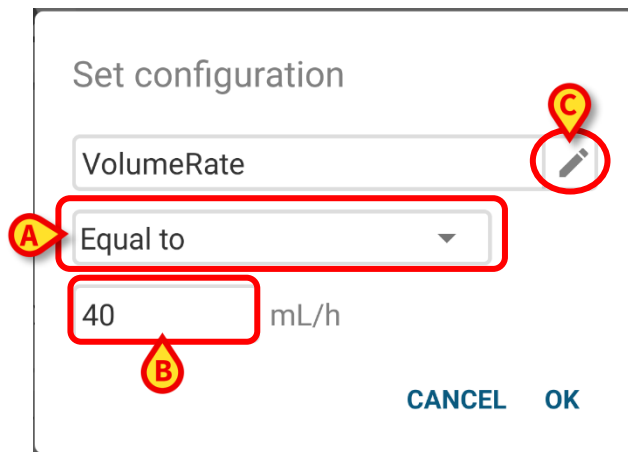 Set configuration
C
VolumeRate
A
Equal to
40 mL/h
B
CANCEL OK